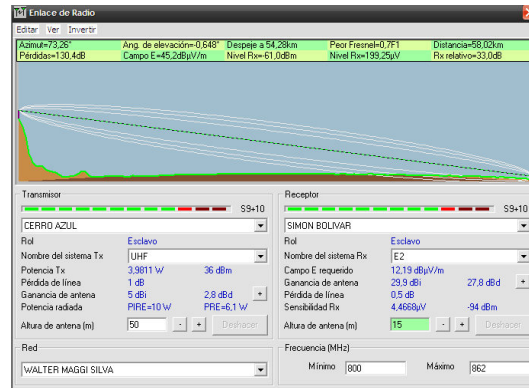 Enlace de Radio
Editar Ver Invertir
Azimut=73,26° Ang. de elevación=-0,648° Despeje a 54,28km Peor Fresnel=0,7F1 Distancia=58,02km
Pérdidas=130,4dB Campo E=45,2dBµV/m Nivel Rx=-61,0dBm Nivel Rx=199,25µV Rx relativo=33,0dB
Transmisor
S9+10
CERRO AZUL
Rol Esclavo
Nombre del sistema Tx UHF
Potencia Tx 3,9811 W 36 dBm
Pérdida de línea 1 dB
Ganancia de antena 5 dBi 2,8 dBd +
Potencia radiada PIRE=10 W PRE=6,1 W
Altura de antena (m) 50 - + Deshacer
Receptor
S9+10
SIMON BOLIVAR
Rol Esclavo
Nombre del sistema Rx E2
Campo E requerido 12,19 dBµV/m
Ganancia de antena 29,9 dBi 27,8 dBd +
Pérdida de línea 0,5 dB
Sensibilidad Rx 4,4668µV -94 dBm
Altura de antena (m) 15 - + Deshacer
Red
WALTER MAGGI SILVA
Frecuencia (MHz)
Mínimo 800 Máximo 862